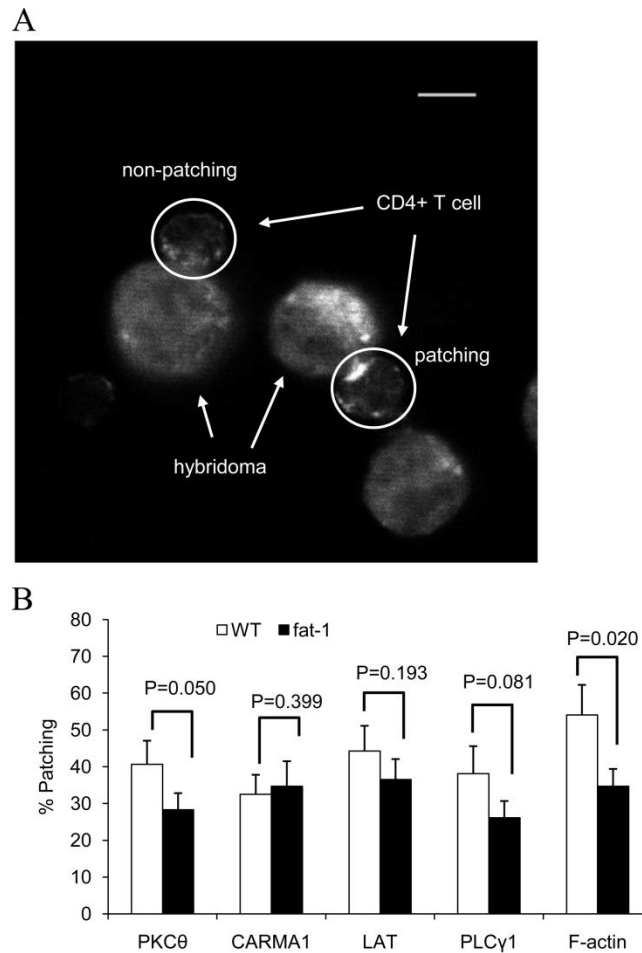 A
non-patching
CD4+ T cell
patching
hybridoma
B
WT fat-1
% Patching
80
70
60
50
40
30
20
10
0
P=0.050
P=0.399
P=0.193
P=0.081
P=0.020
PKCθ CARMA1 LAT PLCγ1 F-actin